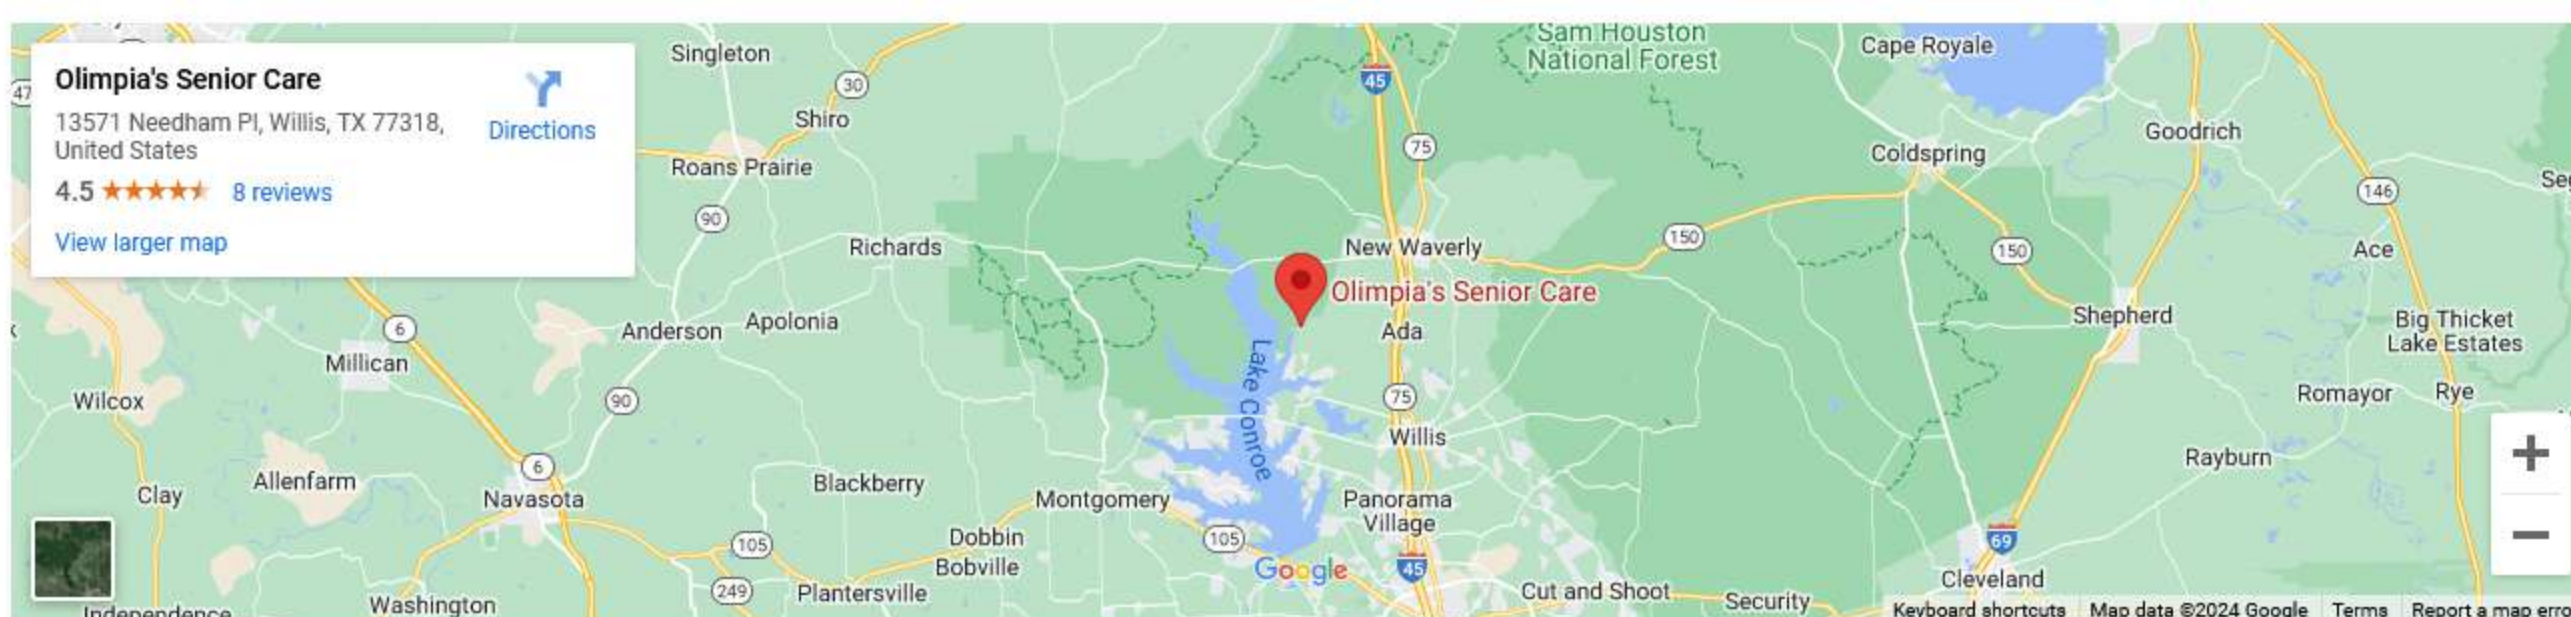 Olimpia's Senior Care
13571 Needham Pl, Willis, TX 77318,
United States
4.5
8 reviews
View larger map
Directions
Singleton
30
Shiro
Roans Prairie
90
Richards
Anderson
Apolonia
6
Millican
Wilcox
90
47
Allenfarm
Clay
6
Navasota
Blackberry
Montgomery
Dobbin
Bobville
105
249
Plantersville
Washington
Independence
105
Sam Houston
National Forest
45
75
New Waverly
Olimpia's Senior Care
Ada
Lake Conroe
75
Willis
Panorama
Village
45
Google
Cut and Shoot
Security
Cape Royale
Coldspring
150
150
Goodrich
146
Ace
Shepherd
Big Thicket
Lake Estates
Romayor
Rye
Rayburn
69
Cleveland
Keyboard shortcuts
Map data ©2024 Google
Terms
Report a map erro